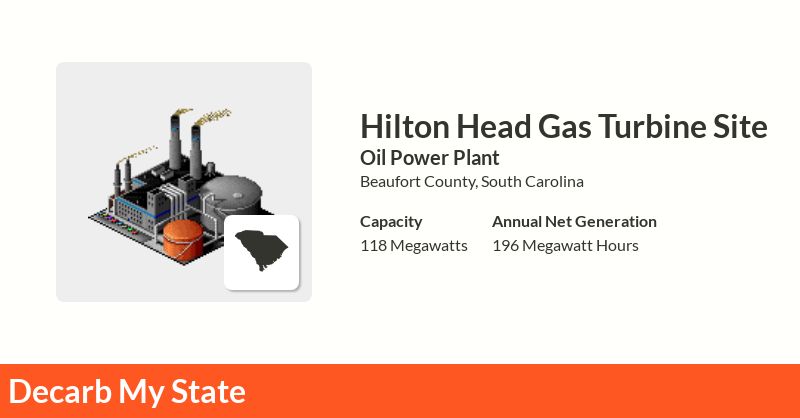 Hilton Head Gas Turbine Site
Oil Power Plant
Beaufort County, South Carolina
Capacity
118 Megawatts
Annual Net Generation
196 Megawatt Hours
Decarb My State